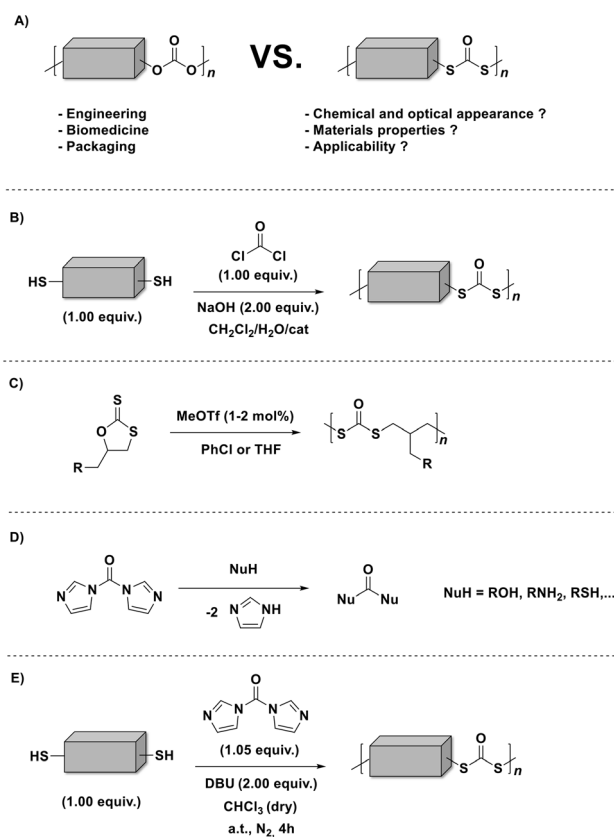 A)
O
O O n
VS.
O
S S n
- Engineering
- Biomedicine
- Packaging
- Chemical and optical appearance ?
- Materials properties ?
- Applicability ?
B)
HS SH
(1.00 equiv.)
O
Cl Cl
(1.00 equiv.)
NaOH (2.00 equiv.)
CH2Cl2/H2O/cat
O
S S n
C)
S
O S
R
MeOTf (1-2 mol%)
PhCl or THF
O
S S n
R
D)
O
N N N N
NuH
-2 N NH
O
Nu Nu
NuH = ROH, RNH2, RSH,...
E)
HS SH
(1.00 equiv.)
O
N N N N
(1.05 equiv.)
DBU (2.00 equiv.)
CHCl3 (dry)
a.t., N2, 4h
O
S S n